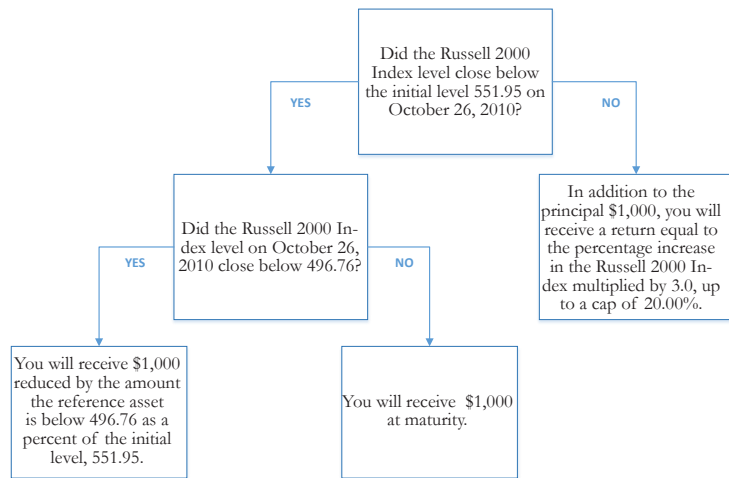 Did the Russell 2000
Index level close below
the initial level 551.95 on
October 26, 2010?
YES
NO
Did the Russell 2000 In-
dex level on October 26,
2010 close below 496.76?
In addition to the
principal $1,000, you will
receive a return equal to
the percentage increase
in the Russell 2000 In-
dex multiplied by 3.0, up
to a cap of 20.00%.
YES
NO
You will receive $1,000
reduced by the amount
the reference asset
is below 496.76 as a
percent of the initial
level, 551.95.
You will receive $1,000
at maturity.